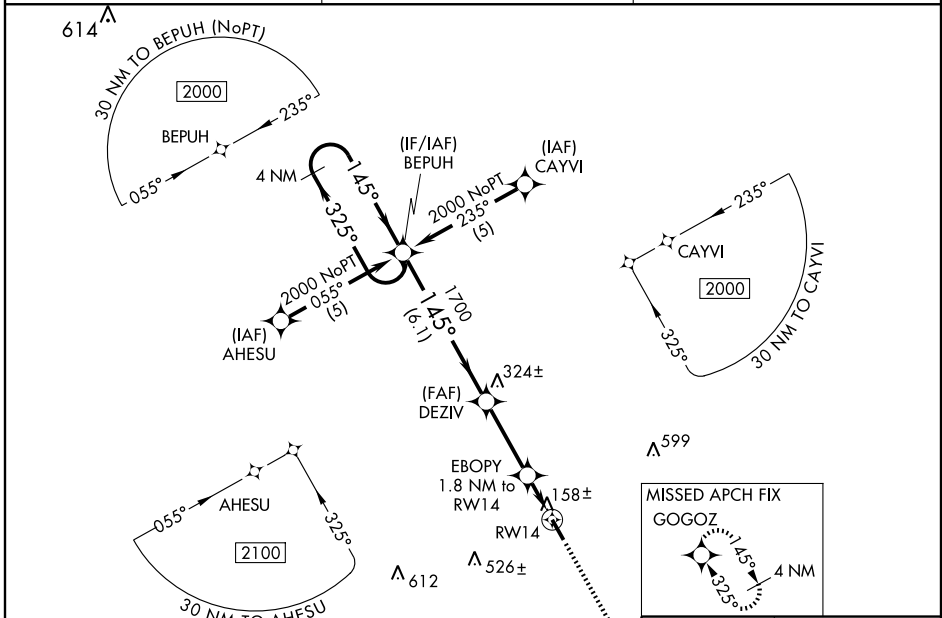 614
30 NM TO BEPUH (NoPT)
2000
BEPUH
235°
055°
(IF/IAF)
BEPUH
(IAF)
CAYVI
4 NM
145°
325°
2000 NoPT
235°
(5)
2000 NoPT
055°
(5)
(IAF)
AHESU
1700
145°
(6.1)
235°
CAYVI
2000
325°
30 NM TO CAYVI
324±
(FAF)
DEZIV
599
EBOPY
1.8 NM to
RW14
158±
RW14
055°
AHESU
325°
2100
30 NM TO AHESU
612
526±
MISSED APCH FIX
GOGOZ
145°
4 NM
325°